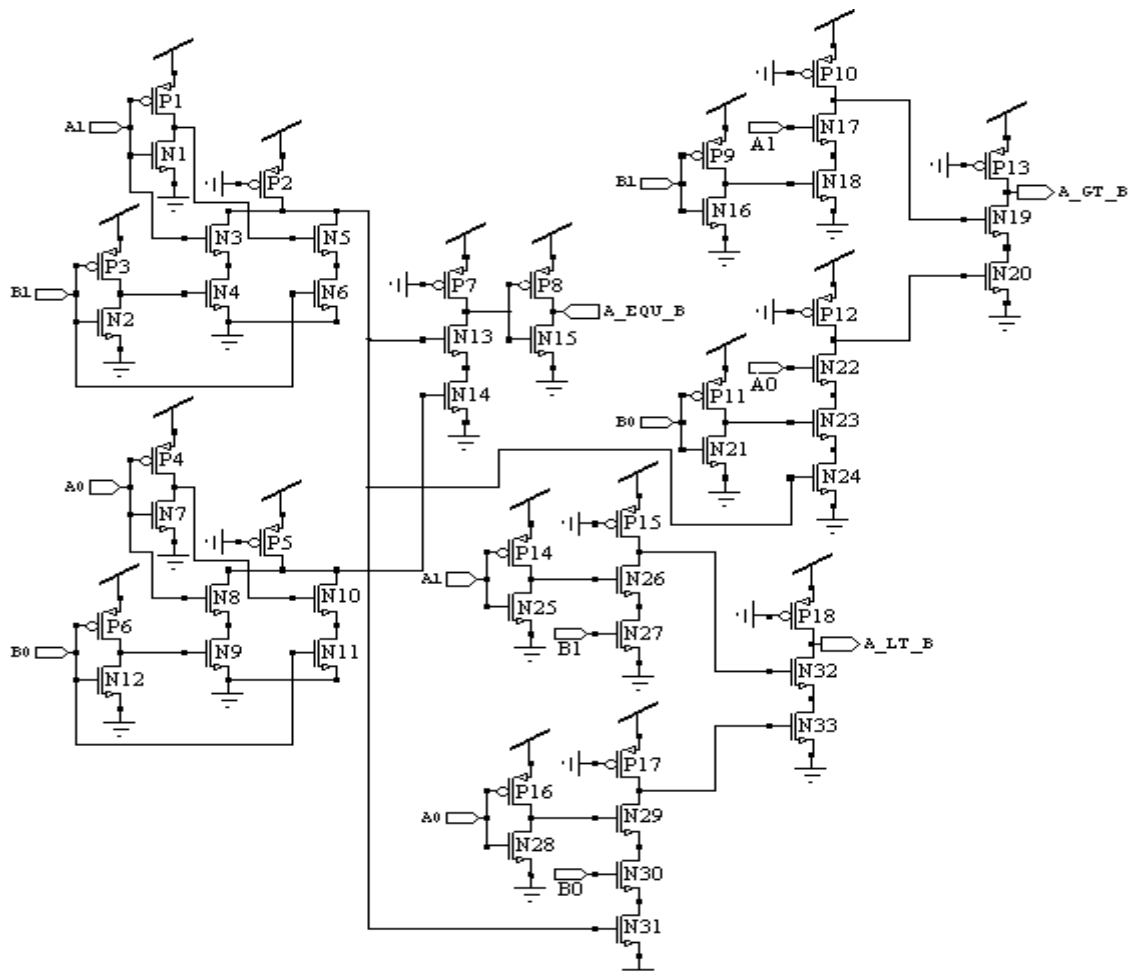 P1
A1
N1
P2
N3
N5
P3
B1
N4
N6
N2
P7
P8
A_EQU_B
N13
N15
N14
P4
A0
N7
P5
N8
N10
P6
B0
N9
N11
N12
P10
A1
N17
P9
B1
N18
N16
P13
A_GT_B
N19
N20
P12
A0
N22
P11
B0
N23
N21
N24
P15
P14
A1
N26
N25
B1
N27
P18
A_LT_B
N32
N33
P17
P16
A0
N29
N28
B0
N30
N31